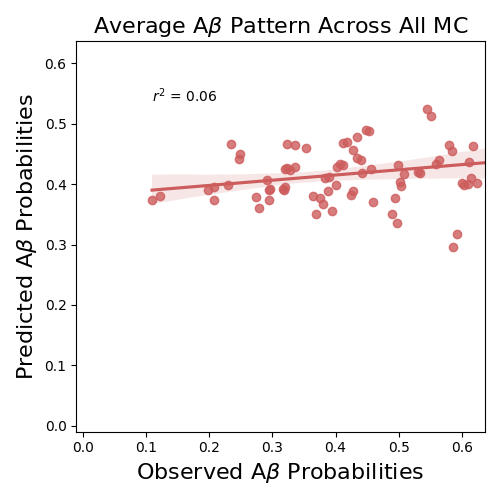 Average Aβ Pattern Across All MC
r² = 0.06
Predicted Aβ Probabilities
0.6
0.5
0.4
0.3
0.2
0.1
0.0
0.0 0.1 0.2 0.3 0.4 0.5 0.6
Observed Aβ Probabilities